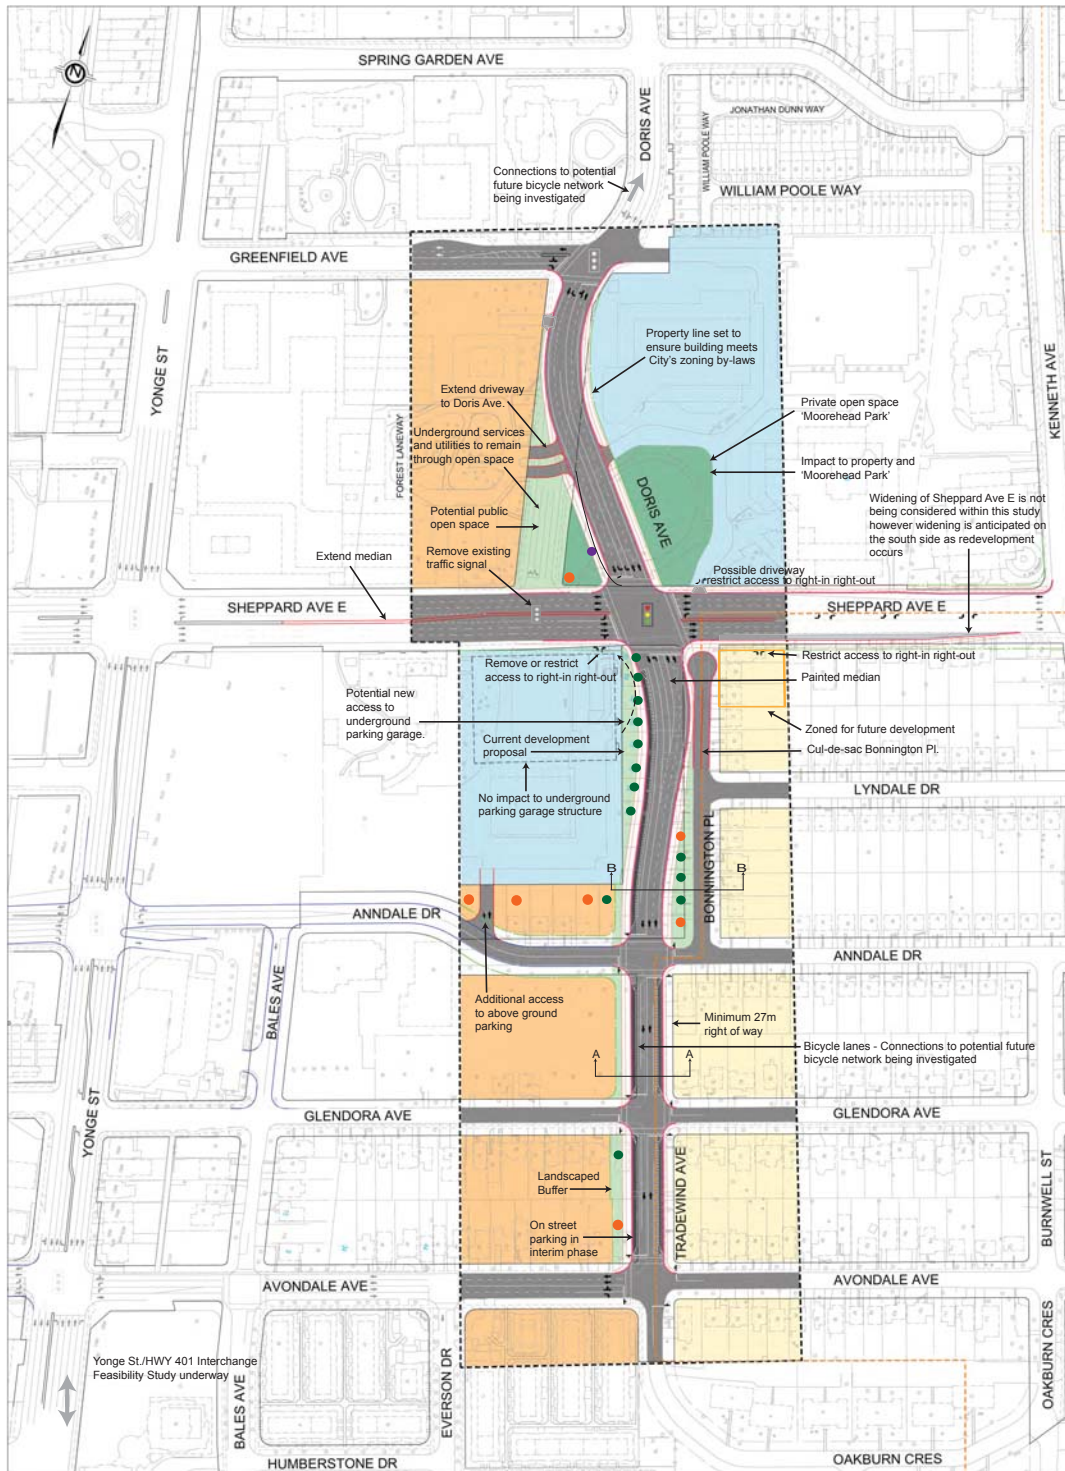 SPRING GARDEN AVE
N
JONATHAN DUNN WAY
DORIS AVE
WILLIAM POOLE WAY
Connections to potential
future bicycle network
being investigated
WILLIAM POOLE WAY
GREENFIELD AVE
YONGE ST
KENNETH AVE
Property line set to
ensure building meets
City's zoning by-laws
Extend driveway
to Doris Ave.
Private open space
'Moorehead Park'
Underground services
and utilities to remain
through open space
FOREST LANEWAY
Impact to property and
'Moorehead Park'
DORIS AVE
Widening of Sheppard Ave E is not
being considered within this study
however widening is anticipated on
the south side as redevelopment
occurs
Potential public
open space
Extend median
Remove existing
traffic signal
Possible driveway
restrict access to right-in right-out
SHEPPARD AVE E
SHEPPARD AVE E
Remove or restrict
access to right-in right-out
Restrict access to right-in right-out
Painted median
Potential new
access to
underground
parking garage.
Zoned for future development
Current development
proposal
Cul-de-sac Bonnington Pl.
LYNDALE DR
No impact to underground
parking garage structure
BONNINGTON PL
B
B
ANNDALE DR
ANNDALE DR
BALES AVE
Additional access
to above ground
parking
Minimum 27m
right of way
Bicycle lanes - Connections to potential future
bicycle network being investigated
A
A
YONGE ST
GLENDORA AVE
GLENDORA AVE
Landscaped
Buffer
TRADEWIND AVE
BURNWELL ST
On street
parking in
interim phase
AVONDALE AVE
AVONDALE AVE
Yonge St./HWY 401 Interchange
Feasibility Study underway
BALES AVE
EVERSON DR
OAKBURN CRES
HUMBERSTONE DR
OAKBURN CRES